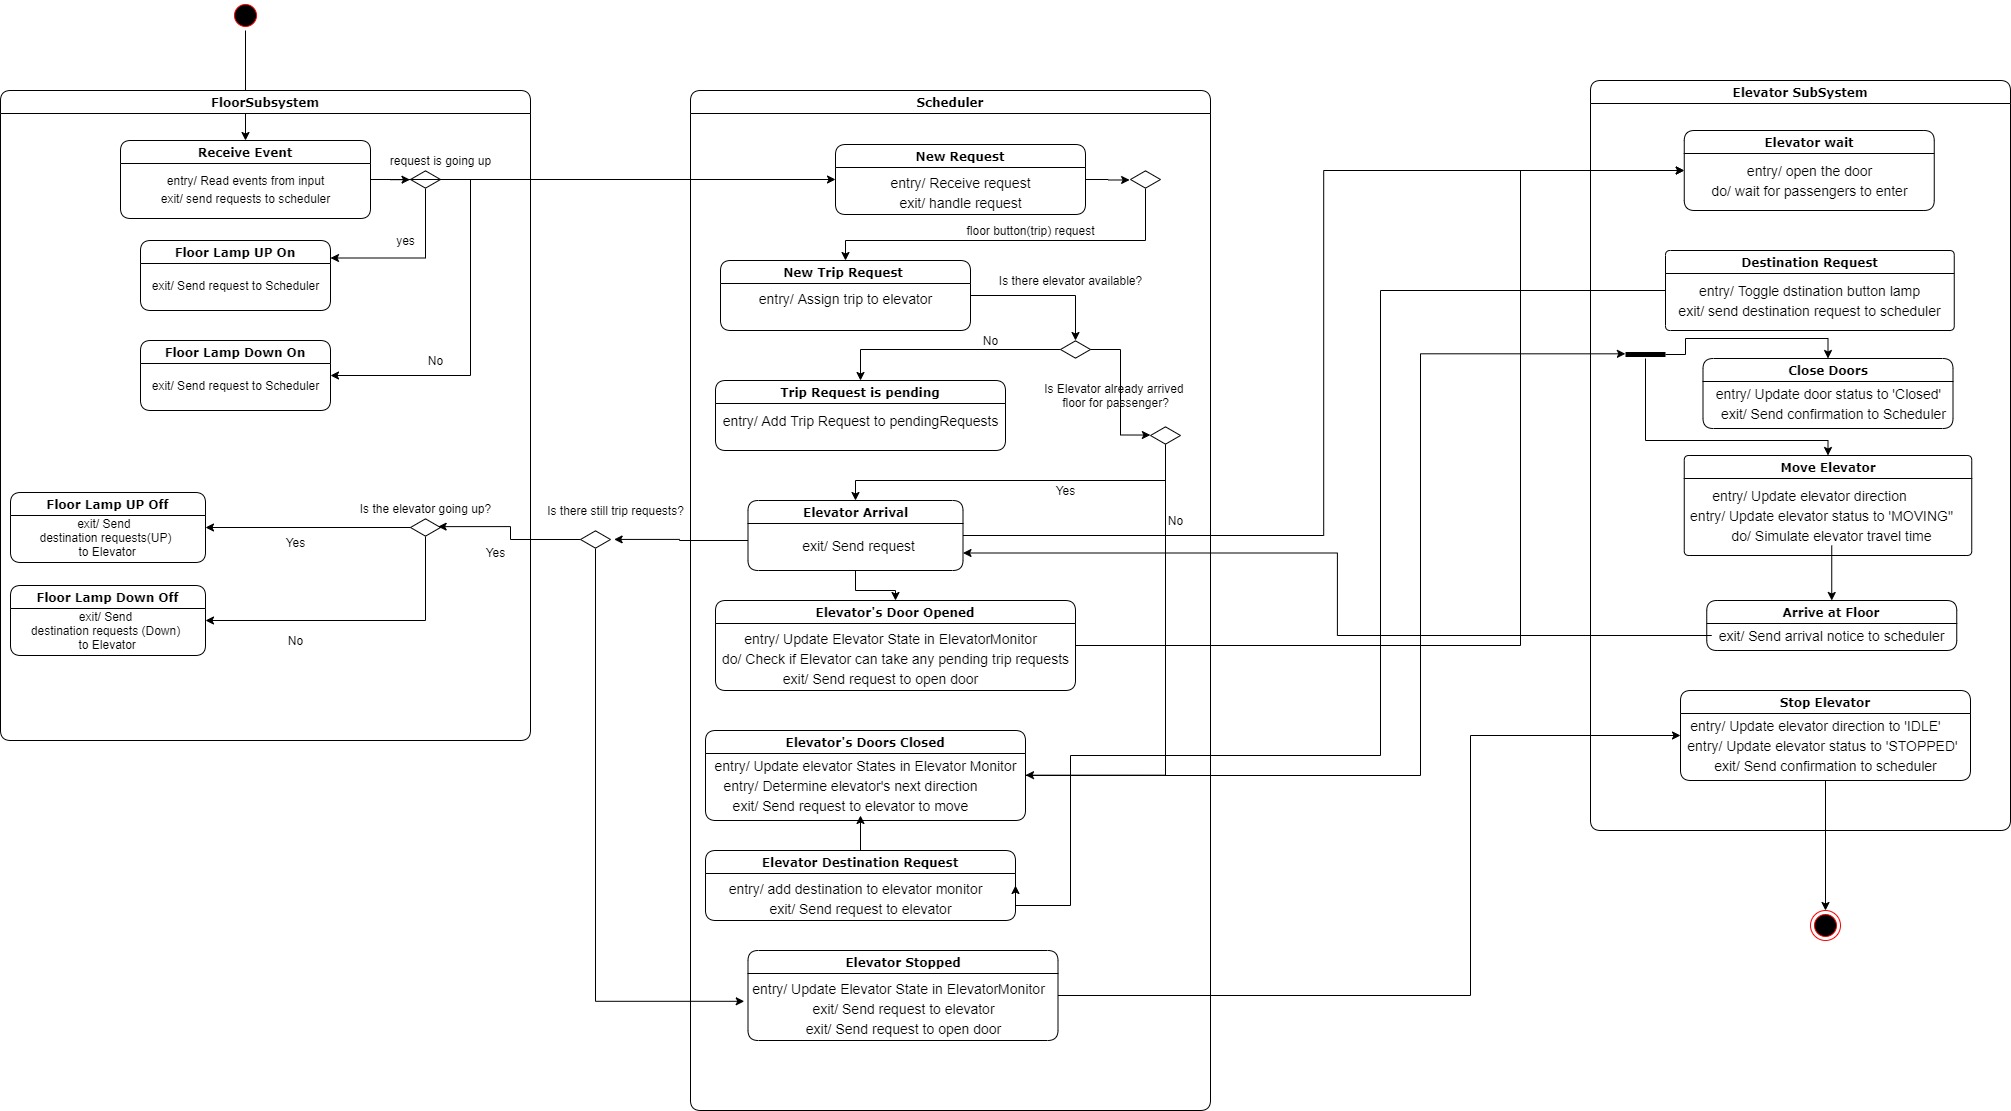 FloorSubsystem
Receive Event
entry/ Read events from input
exit/ send requests to scheduler
request is going up
yes
Floor Lamp UP On
exit/ Send request to Scheduler
Floor Lamp Down On
exit/ Send request to Scheduler
No
Floor Lamp UP Off
exit/ Send
destination requests(UP)
to Elevator
Is the elevator going up?
Yes
Floor Lamp Down Off
exit/ Send
destination requests (Down)
to Elevator
No
Is there still trip requests?
Yes
Scheduler
New Request
entry/ Receive request
exit/ handle request
floor button(trip) request
New Trip Request
entry/ Assign trip to elevator
Is there elevator available?
No
Trip Request is pending
entry/ Add Trip Request to pendingRequests
Is Elevator already arrived
floor for passenger?
Yes
No
Elevator Arrival
exit/ Send request
Elevator's Door Opened
entry/ Update Elevator State in ElevatorMonitor
do/ Check if Elevator can take any pending trip requests
exit/ Send request to open door
Elevator's Doors Closed
entry/ Update elevator States in Elevator Monitor
entry/ Determine elevator's next direction
exit/ Send request to elevator to move
Elevator Destination Request
entry/ add destination to elevator monitor
exit/ Send request to elevator
Elevator Stopped
entry/ Update Elevator State in ElevatorMonitor
exit/ Send request to elevator
exit/ Send request to open door
Elevator SubSystem
Elevator wait
entry/ open the door
do/ wait for passengers to enter
Destination Request
entry/ Toggle dstination button lamp
exit/ send destination request to scheduler
Close Doors
entry/ Update door status to 'Closed'
exit/ Send confirmation to Scheduler
Move Elevator
entry/ Update elevator direction
entry/ Update elevator status to 'MOVING"
do/ Simulate elevator travel time
Arrive at Floor
exit/ Send arrival notice to scheduler
Stop Elevator
entry/ Update elevator direction to 'IDLE'
entry/ Update elevator status to 'STOPPED'
exit/ Send confirmation to scheduler